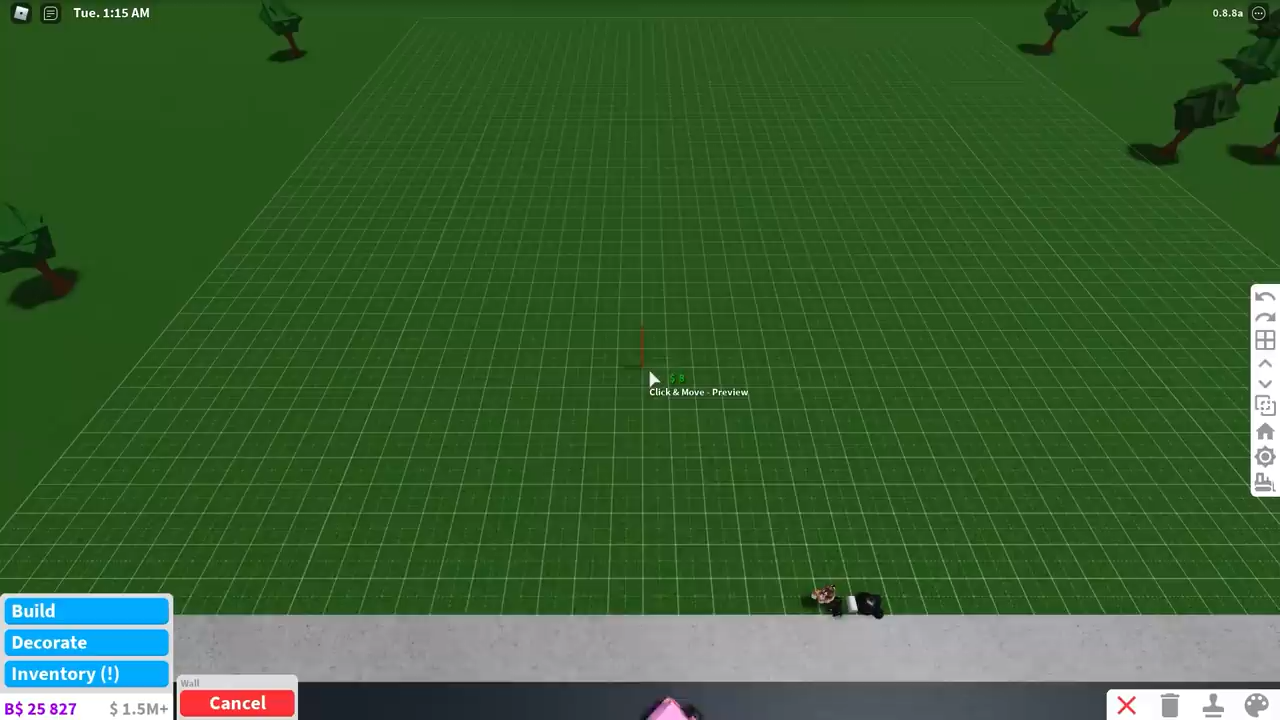 Tue. 1:15 AM
0.8.8a
$ 8
Click & Move - Preview
Build
Decorate
Inventory (!)
B$ 25 827
$ 1.5M+
Wall
Cancel